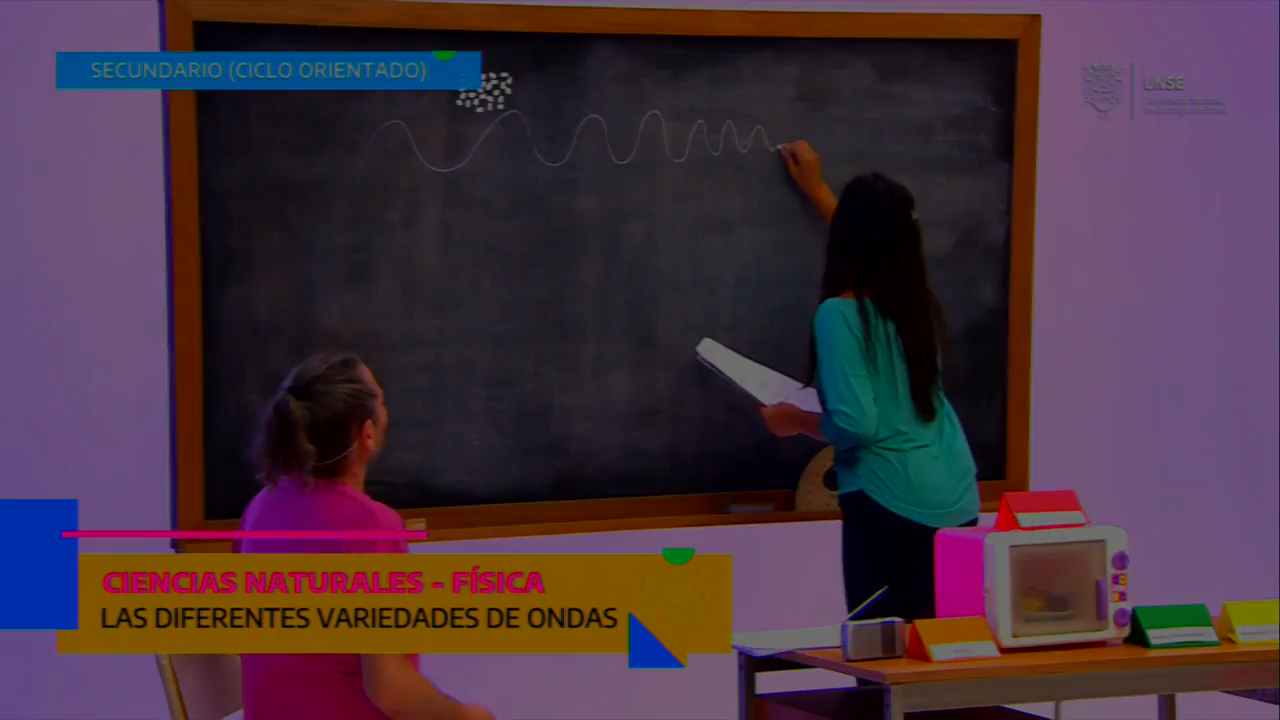 SECUNDARIO (CICLO ORIENTADO)
UNSE
CIENCIAS NATURALES - FÍSICA
LAS DIFERENTES VARIEDADES DE ONDAS